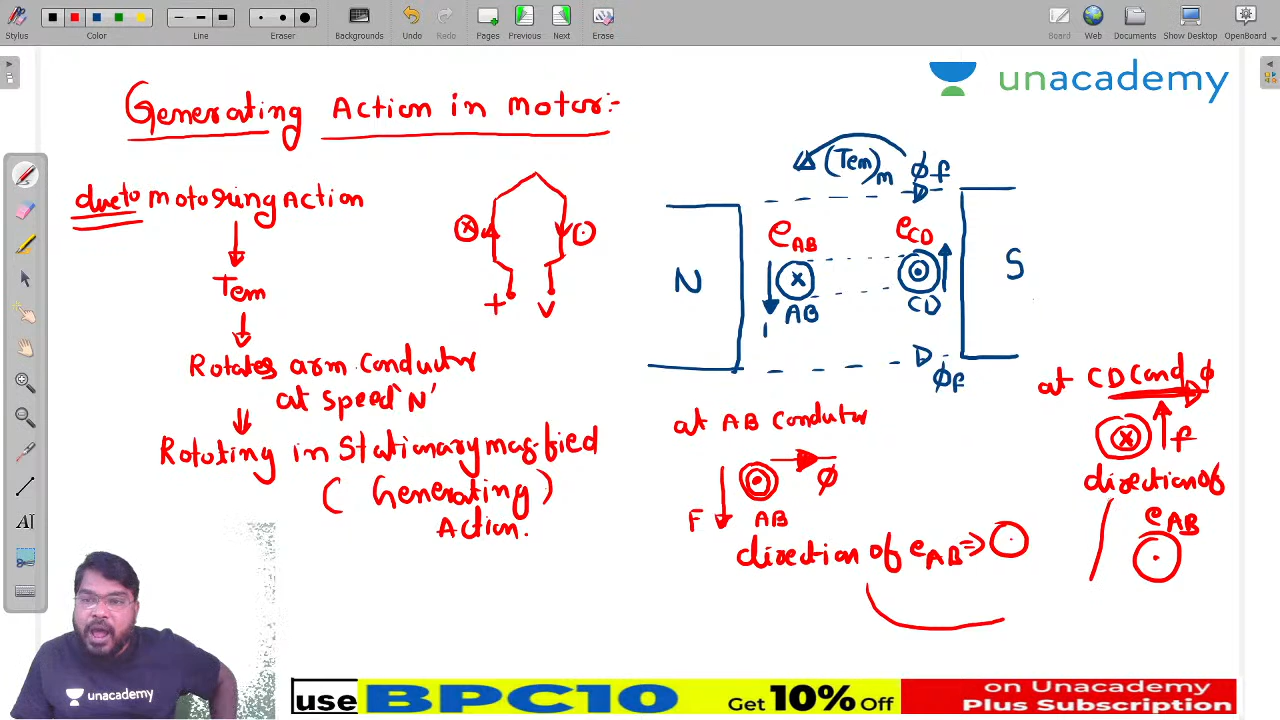 Stylus
Color
Line
Eraser
Backgrounds
Undo
Redo
Pages
Previous
Next
Erase
Board
Web
Documents
Show Desktop
OpenBoard
unacademy
Generating Action in motor:-
due to motoring Action
Tem
Rotates arm conductor
at speed 'N'
Rotating in Stationary mag. field
( Generating )
Action.
x
+
V
(Tem)m
ϕf
N
S
eAB
eCD
x
AB
CD
ϕf
at AB Conductor
ϕ
F
AB
direction of eAB ⇒
at CD Cond ϕ
x
f
direction of
eAB
AI
unacademy
use BPC10 Get 10% Off
on Unacademy
Plus Subscription